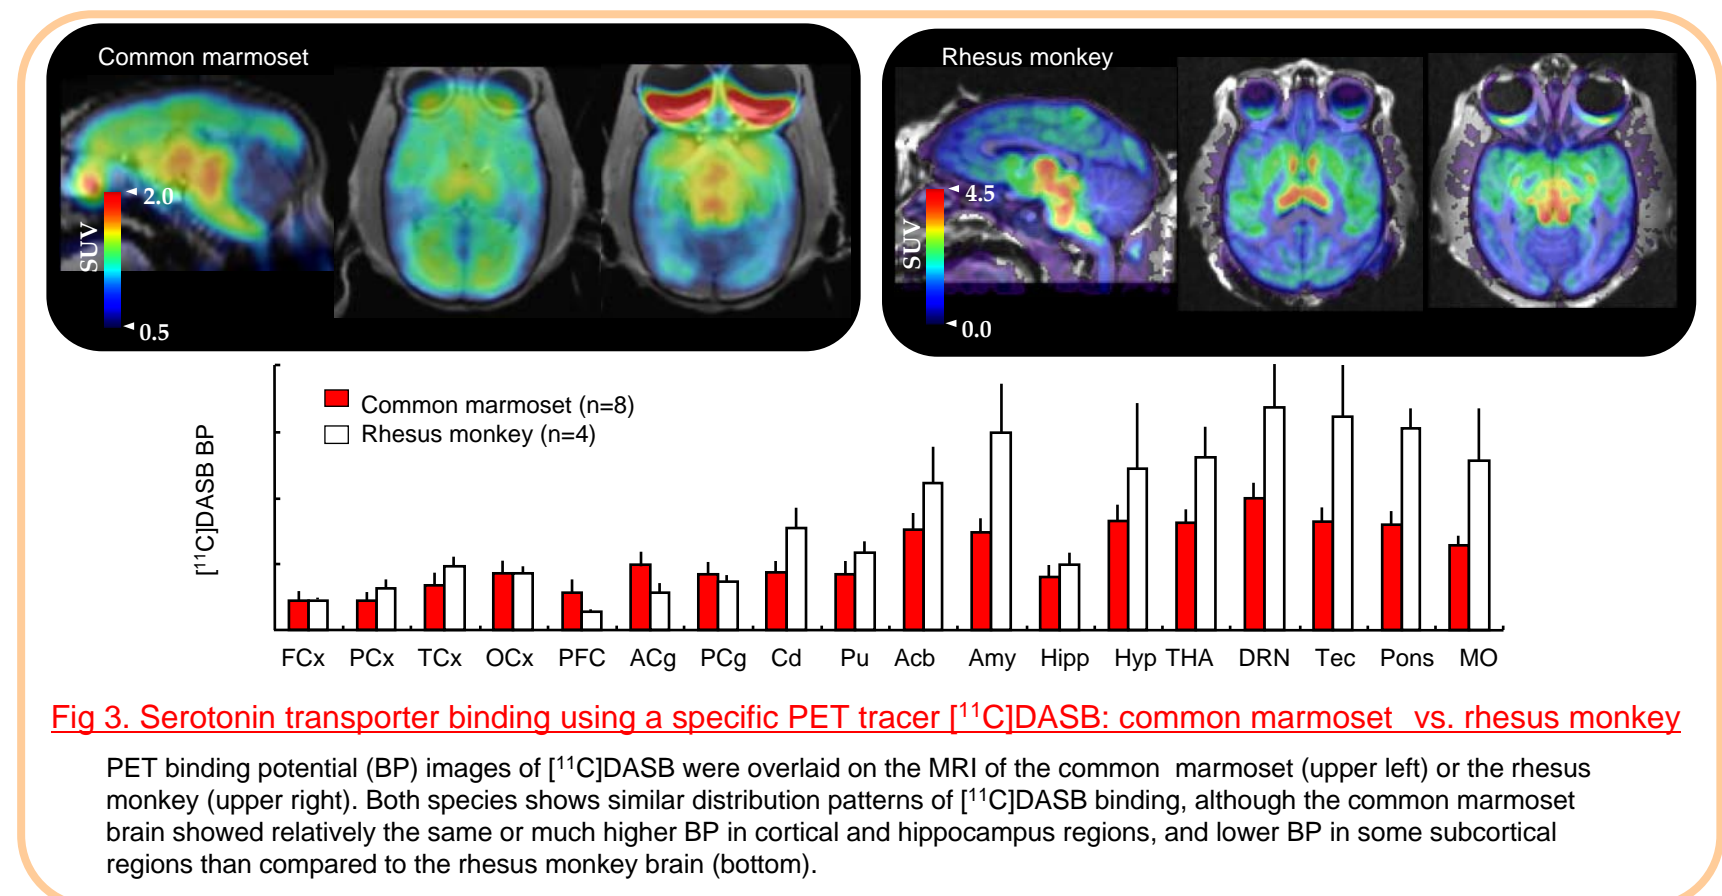 Common marmoset
SUV
◄ 2.0
◄ 0.5
Rhesus monkey
SUV
◄ 4.5
◄ 0.0
[¹¹C]DASB BP
Common marmoset (n=8)
Rhesus monkey (n=4)
FCx PCx TCx OCx PFC ACg PCg Cd Pu Acb Amy Hipp Hyp THA DRN Tec Pons MO
Fig 3. Serotonin transporter binding using a specific PET tracer [¹¹C]DASB: common marmoset vs. rhesus monkey
PET binding potential (BP) images of [¹¹C]DASB were overlaid on the MRI of the common marmoset (upper left) or the rhesus
monkey (upper right). Both species shows similar distribution patterns of [¹¹C]DASB binding, although the common marmoset
brain showed relatively the same or much higher BP in cortical and hippocampus regions, and lower BP in some subcortical
regions than compared to the rhesus monkey brain (bottom).